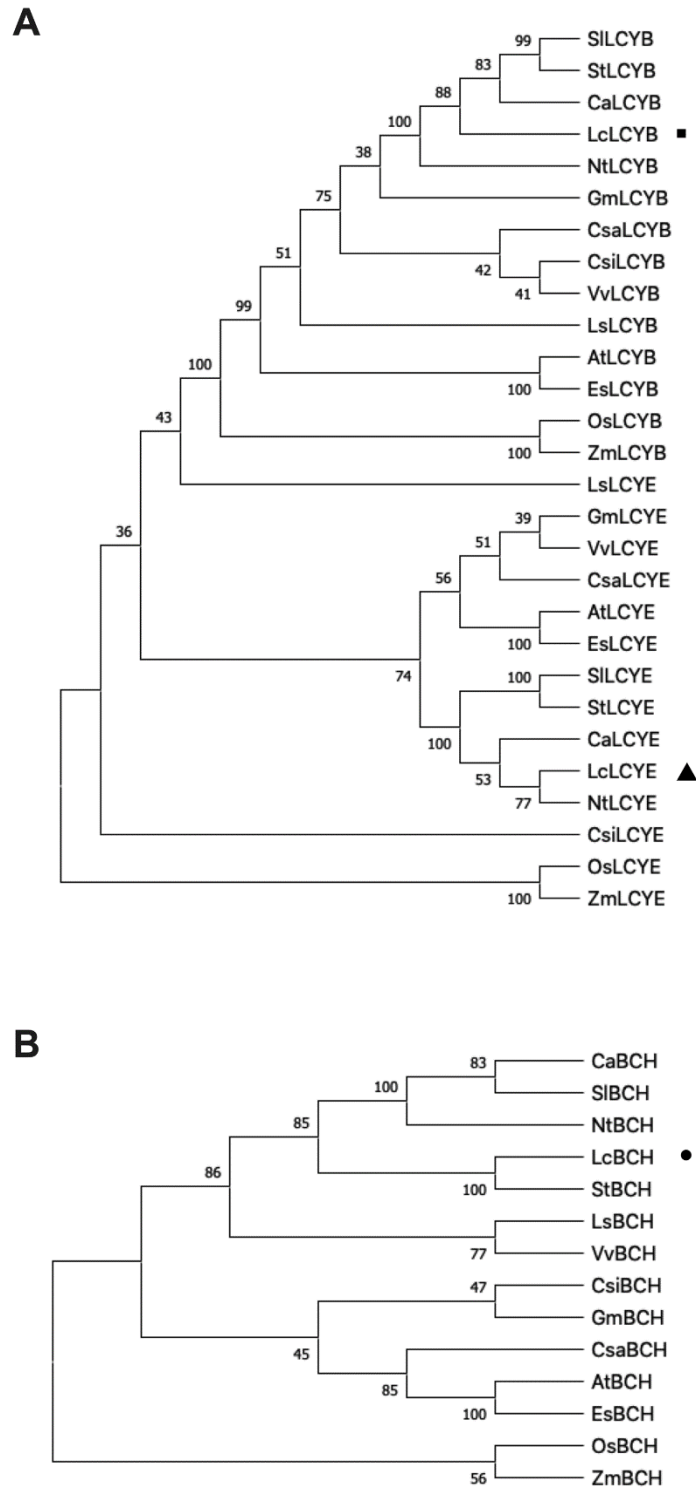 A
99
SlLCYB
83
StLCYB
88
CaLCYB
100
LcLCYB
38
NtLCYB
75
GmLCYB
CsaLCYB
51
42
CsiLCYB
41
VvLCYB
99
LsLCYB
100
AtLCYB
100
EsLCYB
43
OsLCYB
100
ZmLCYB
LsLCYE
36
39
GmLCYE
51
VvLCYE
56
CsaLCYE
AtLCYE
100
EsLCYE
74
100
SlLCYE
StLCYE
100
CaLCYE
53
LcLCYE
77
NtLCYE
CsiLCYE
OsLCYE
100
ZmLCYE
B
83
CaBCH
100
SlBCH
85
NtBCH
86
LcBCH
100
StBCH
LsBCH
77
VvBCH
47
CsiBCH
GmBCH
45
CsaBCH
85
AtBCH
100
EsBCH
OsBCH
56
ZmBCH